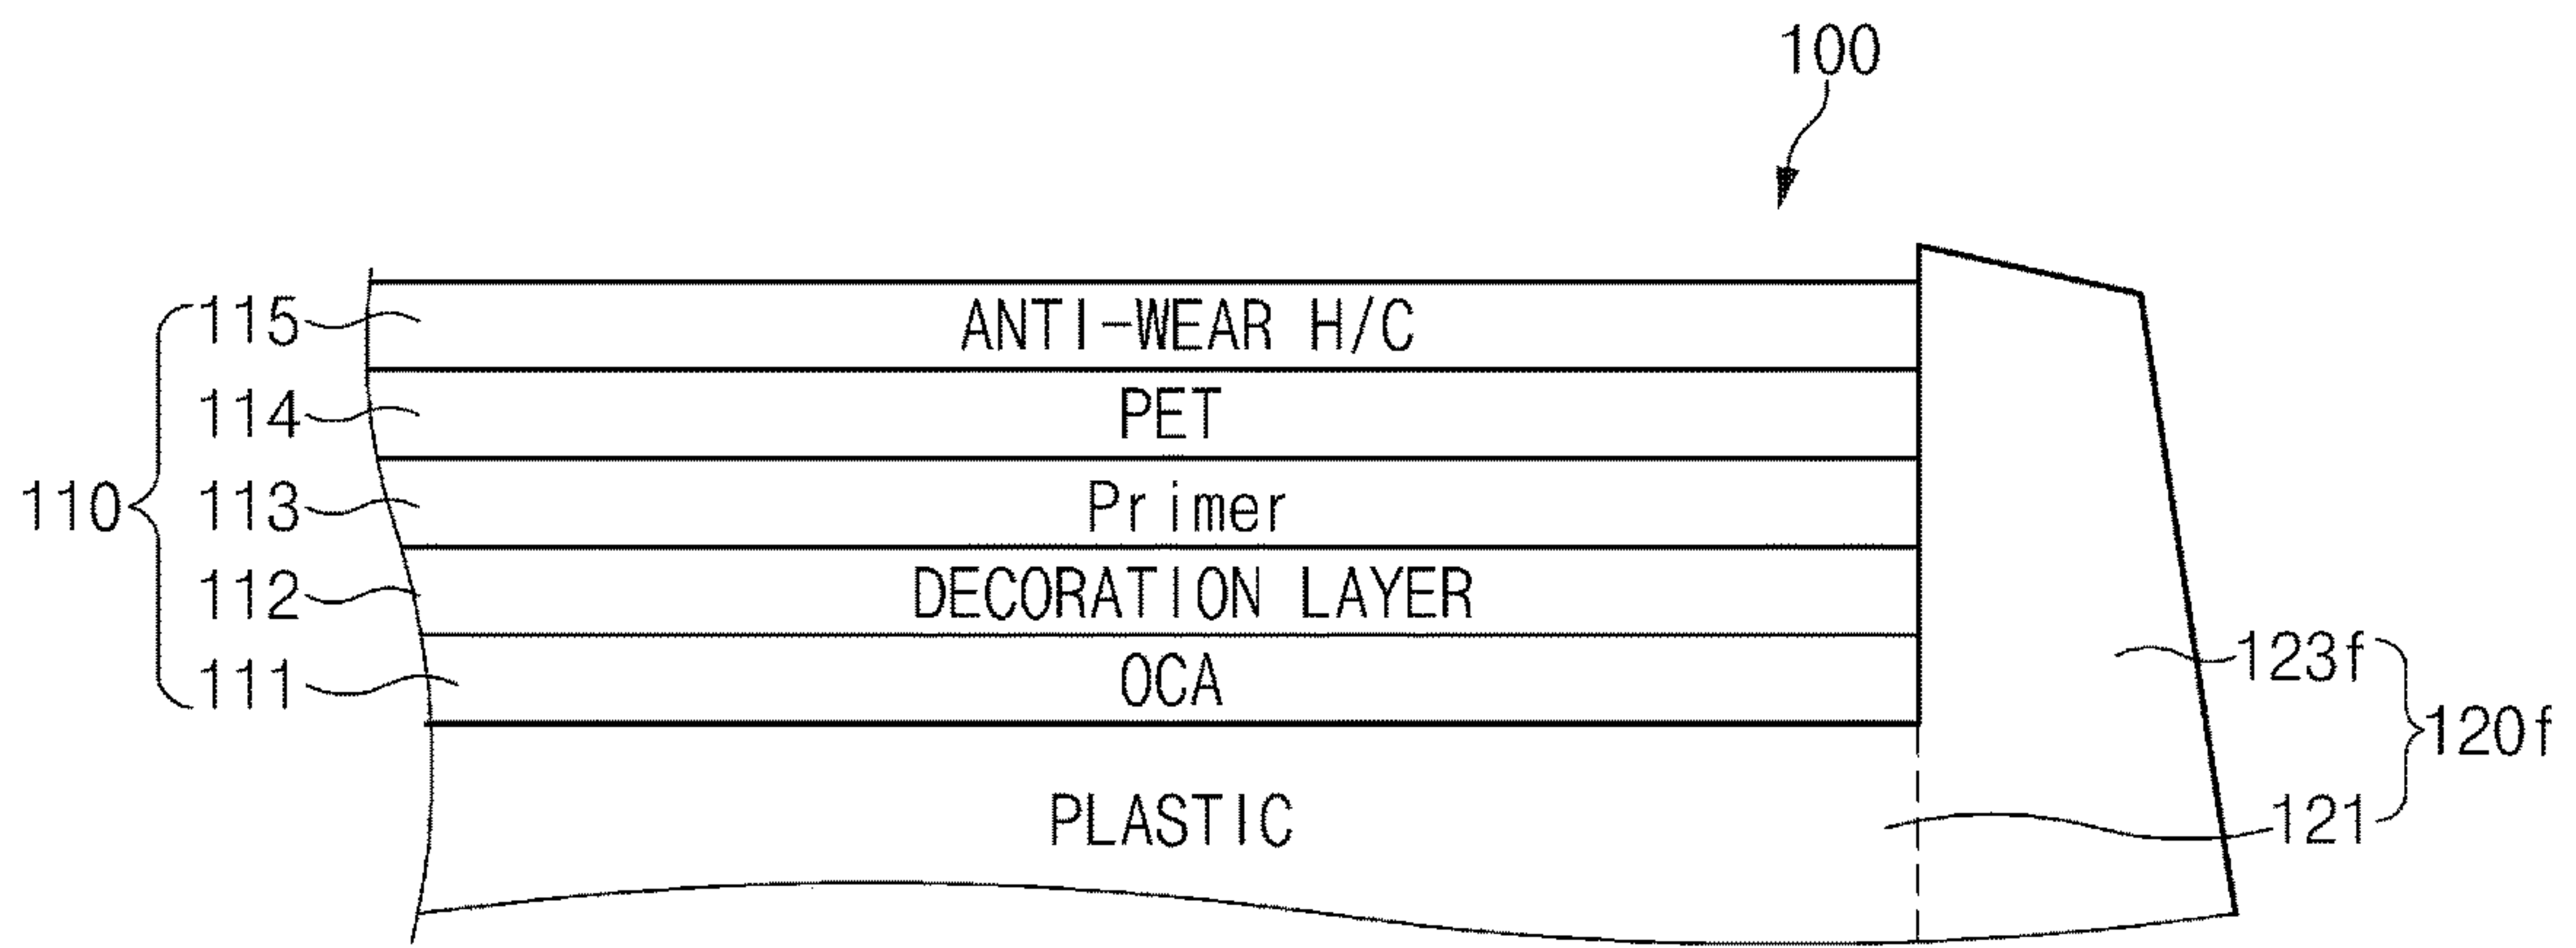 100
115 ANTI-WEAR H/C
114 PET
110 113 Primer
112 DECORATION LAYER
111 OCA 123f
120f
PLASTIC 121